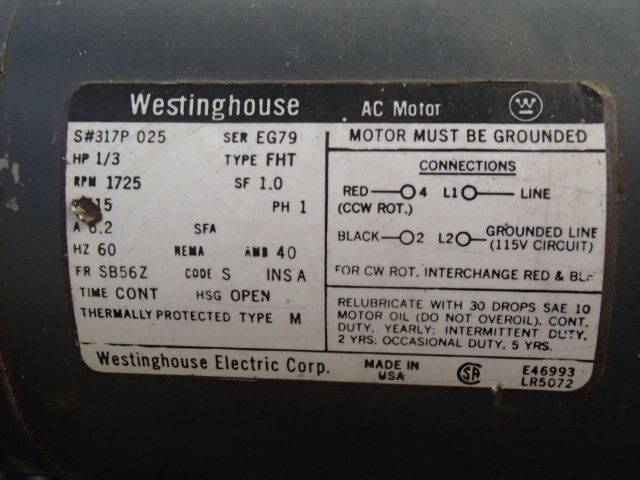 Westinghouse AC Motor W
S#317P 025 SER EG79
HP 1/3 TYPE FHT
RPM 1725 SF 1.0
15 PH 1
A 6.2 SFA
HZ 60 NEMA AMB 40
FR SB56Z CODE S INS A
TIME CONT HSG OPEN
THERMALLY PROTECTED TYPE M
MOTOR MUST BE GROUNDED
CONNECTIONS
RED 4 L1 LINE
(CCW ROT.)
BLACK 2 L2 GROUNDED LINE
(115V CIRCUIT)
FOR CW ROT. INTERCHANGE RED & BLK
RELUBRICATE WITH 30 DROPS SAE 10
MOTOR OIL (DO NOT OVEROIL). CONT.
DUTY, YEARLY: INTERMITTENT DUTY,
2 YRS: OCCASIONAL DUTY, 5 YRS.
Westinghouse Electric Corp. MADE IN USA SA E46993
LR5072